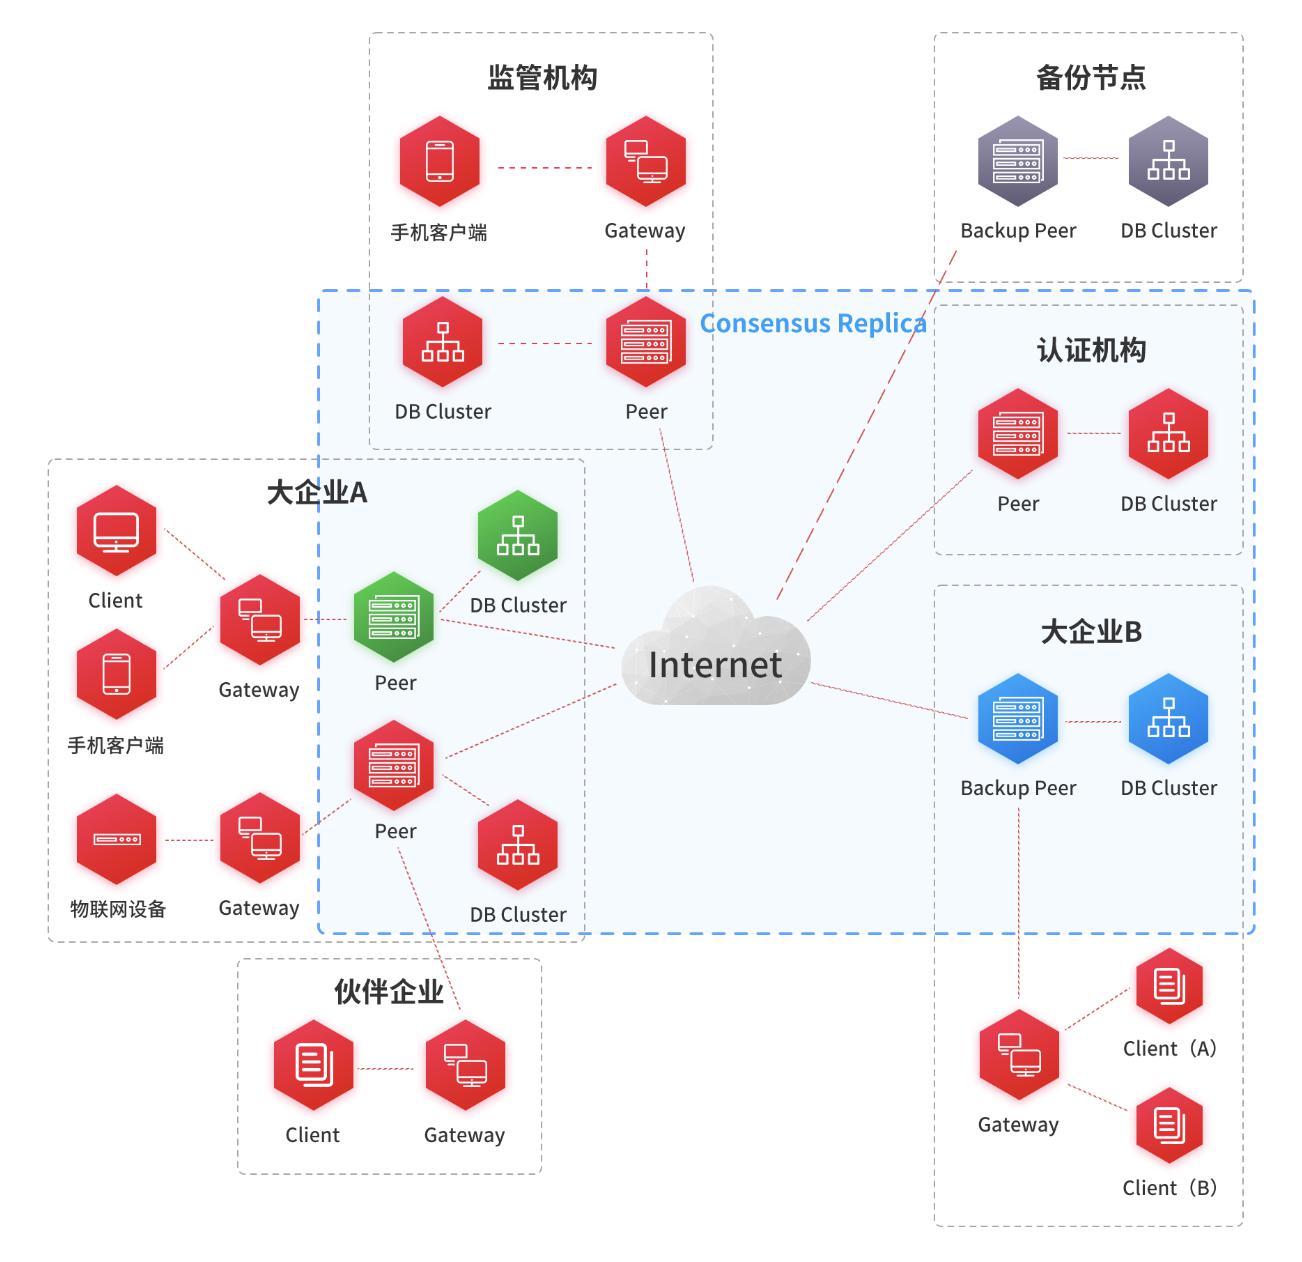 监管机构
手机客户端
Gateway
DB Cluster
Peer
备份节点
Backup Peer
DB Cluster
Consensus Replica
认证机构
Peer
DB Cluster
大企业A
Client
手机客户端
Gateway
Peer
DB Cluster
物联网设备
Gateway
Peer
DB Cluster
Internet
大企业B
Backup Peer
DB Cluster
Gateway
Client（A）
Client（B）
伙伴企业
Client
Gateway